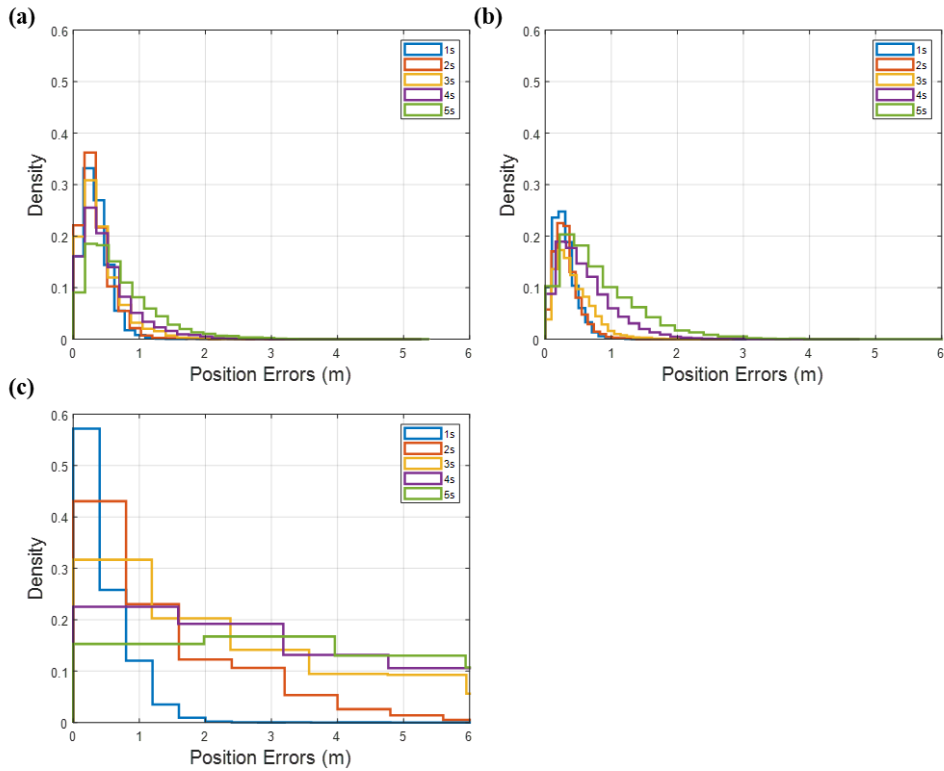 (a)
0.6
0.5
0.4
0.3
0.2
0.1
0
Density
1s
2s
3s
4s
5s
0 1 2 3 4 5 6
Position Errors (m)
(b)
0.6
0.5
0.4
0.3
0.2
0.1
0
Density
1s
2s
3s
4s
5s
0 1 2 3 4 5 6
Position Errors (m)
(c)
0.6
0.5
0.4
0.3
0.2
0.1
0
Density
1s
2s
3s
4s
5s
0 1 2 3 4 5 6
Position Errors (m)